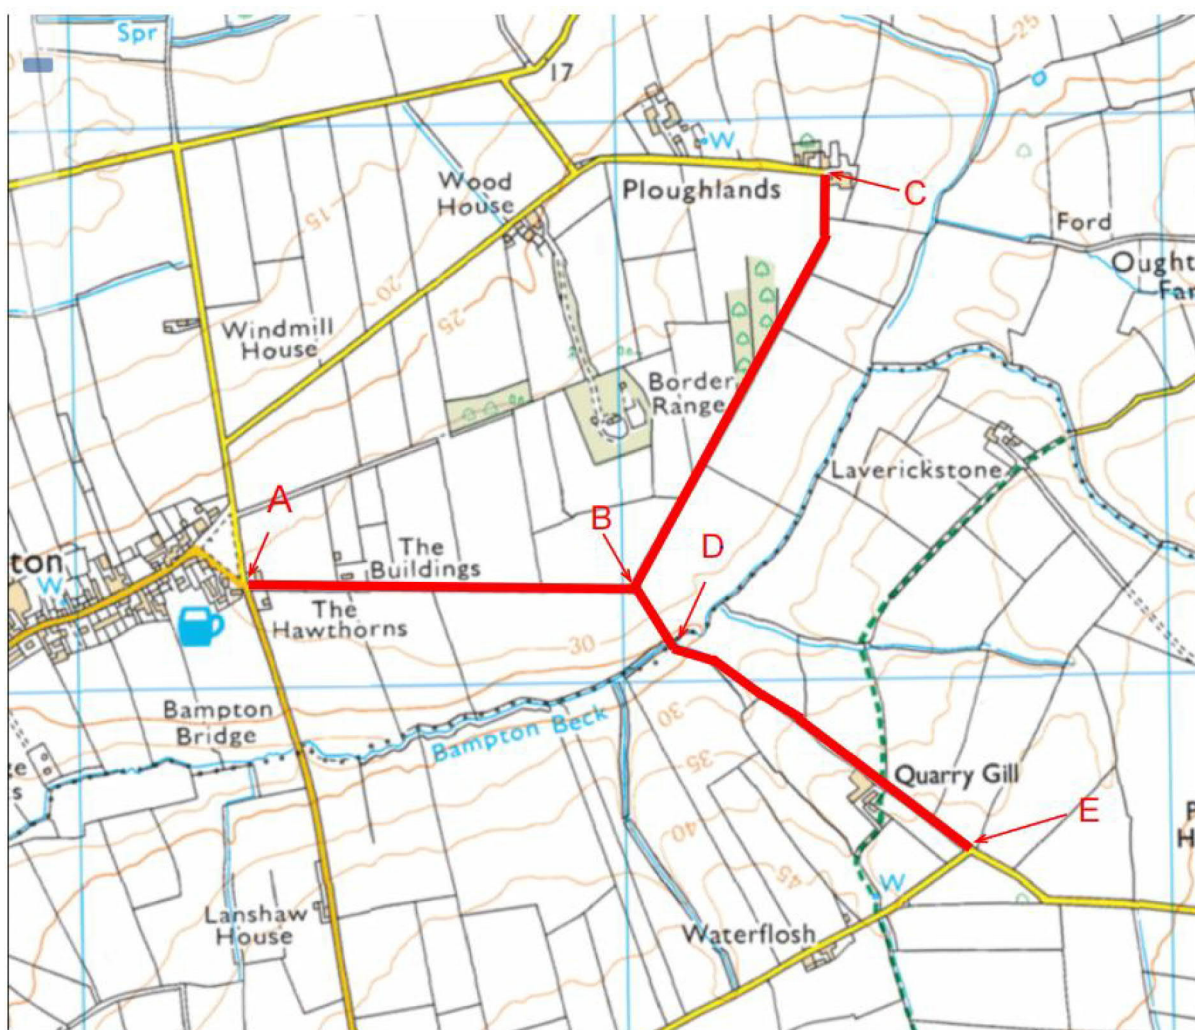 Spr
17
W
Wood
House
Ploughlands
C
25
15
Ford
Ought
Far
20
25
Windmill
House
Border
Range
Laverickstone
A
B
D
The
Buildings
ton
W
The
Hawthorns
30
Bampton
Bridge
Bampton Beck
30
35
ge
s
Quarry Gill
E
40
45
W
Lanshaw
House
Waterflosh